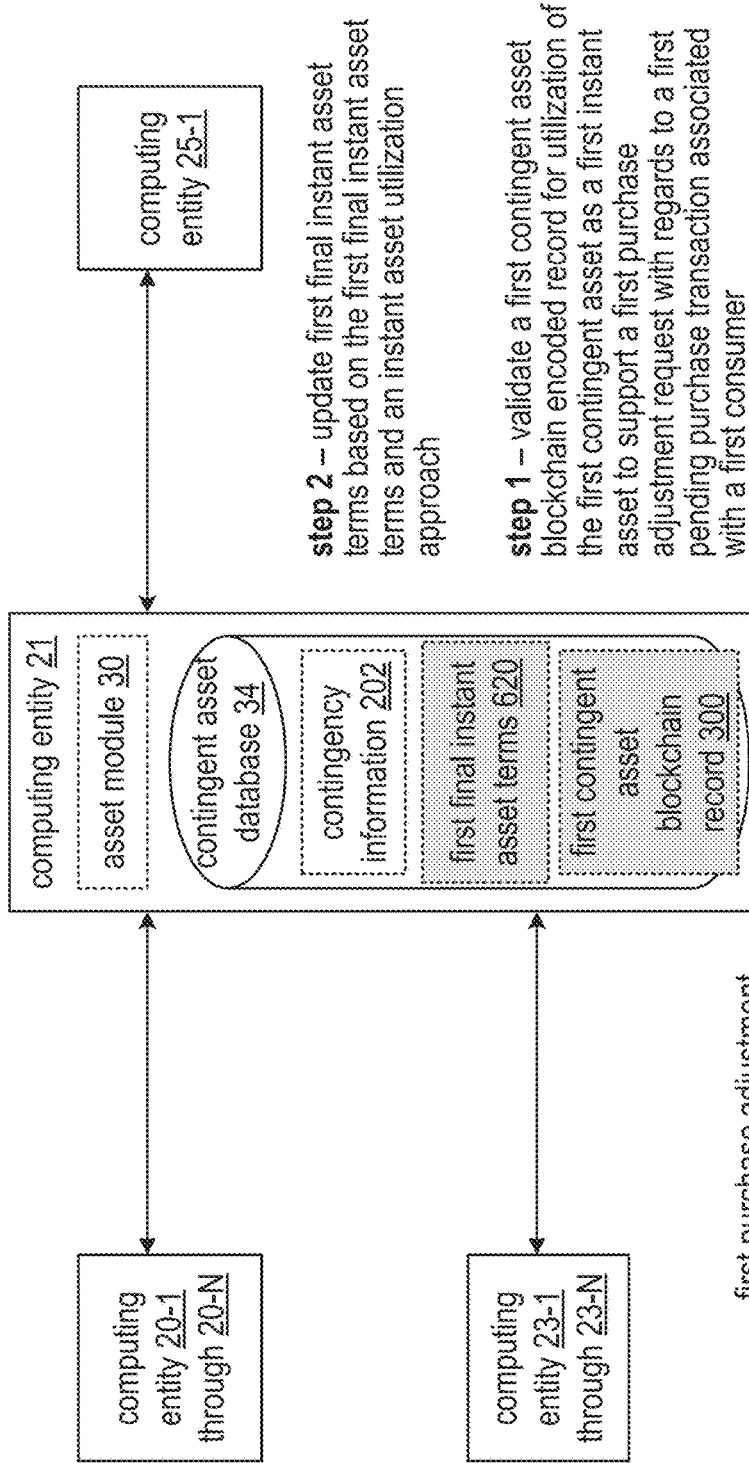 computing
entity 20-1
through 20-N
computing
entity 23-1
through 23-N
computing entity 21
asset module 30
contingent asset
database 34
contingency
information 202
first final instant
asset terms 620
first contingent
asset
blockchain
record 300
computing
entity 25-1
step 2 – update first final instant asset
terms based on the first final instant asset
terms and an instant asset utilization
approach
step 1 – validate a first contingent asset
blockchain encoded record for utilization of
the first contingent asset as a first instant
asset to support a first purchase
adjustment request with regards to a first
pending purchase transaction associated
with a first consumer
first purchase adjustment